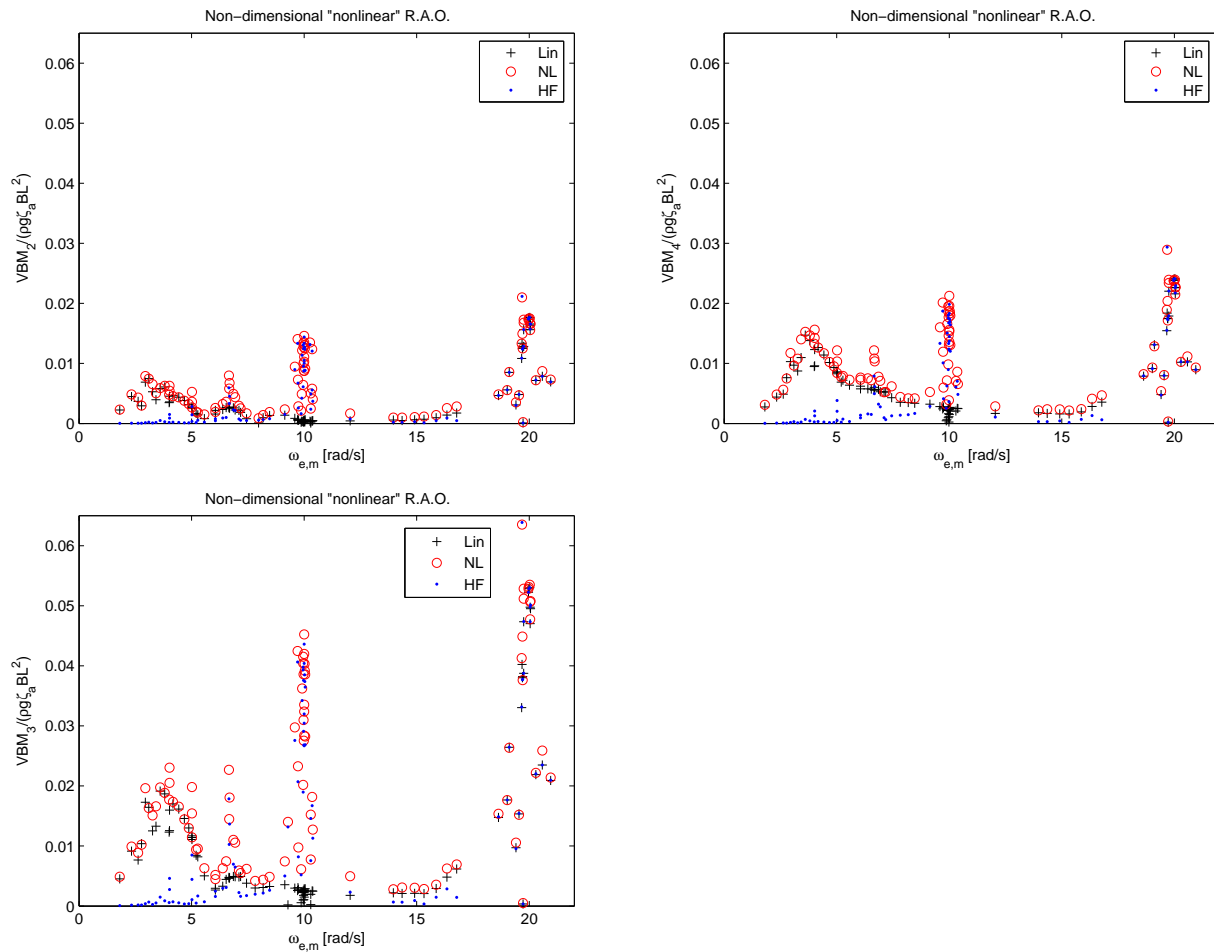 Non−dimensional "nonlinear" R.A.O.
Lin
NL
HF
VBM2/(ρgζaBL²)
0.06
0.05
0.04
0.03
0.02
0.01
0
0 5 10 15 20
ωe,m [rad/s]
Non−dimensional "nonlinear" R.A.O.
Lin
NL
HF
VBM4/(ρgζaBL²)
0.06
0.05
0.04
0.03
0.02
0.01
0
0 5 10 15 20
ωe,m [rad/s]
Non−dimensional "nonlinear" R.A.O.
Lin
NL
HF
VBM3/(ρgζaBL²)
0.06
0.05
0.04
0.03
0.02
0.01
0
0 5 10 15 20
ωe,m [rad/s]